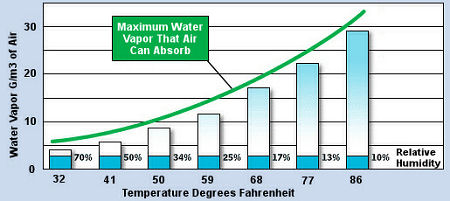 Maximum Water
Vapor That Air
Can Absorb
Water Vapor G/m3 of Air
30
20
10
0
70% 50% 34% 25% 17% 13% 10%
Relative
Humidity
32 41 50 59 68 77 86
Temperature Degrees Fahrenheit